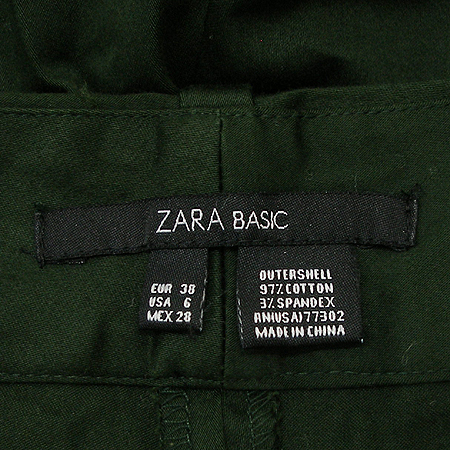 ZARA BASIC
EUR 38
USA 6
MEX 28
OUTERSHELL
97% COTTON
3% SPANDEX
RN(USA)77302
MADE IN CHINA